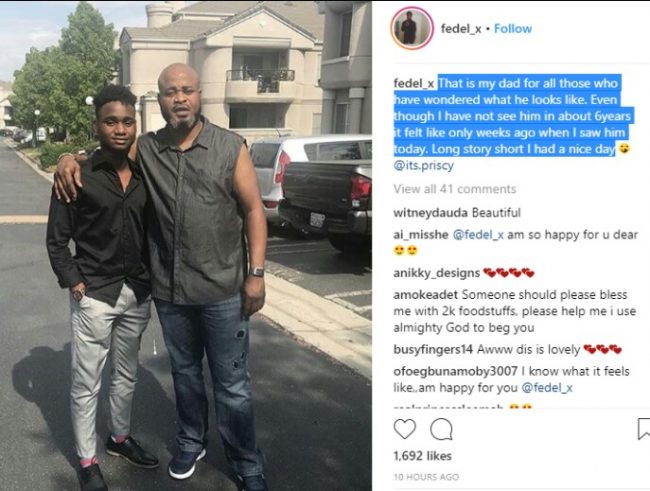 fedel_x • Follow
fedel_x That is my dad for all those who
have wondered what he looks like. Even
though I have not see him in about 6years
it felt like only weeks ago when I saw him
today. Long story short I had a nice day
@its.priscy
View all 41 comments
witneydauda Beautiful
ai_misshe @fedel_x am so happy for u dear
anikky_designs
amokeadet Someone should please bless
me with 2k foodstuffs, please help me i use
almighty God to beg you
busyfingers14 Awww dis is lovely
ofoegbunamoby3007 I know what it feels
like,,am happy for you @fedel_x
1,692 likes
10 HOURS AGO